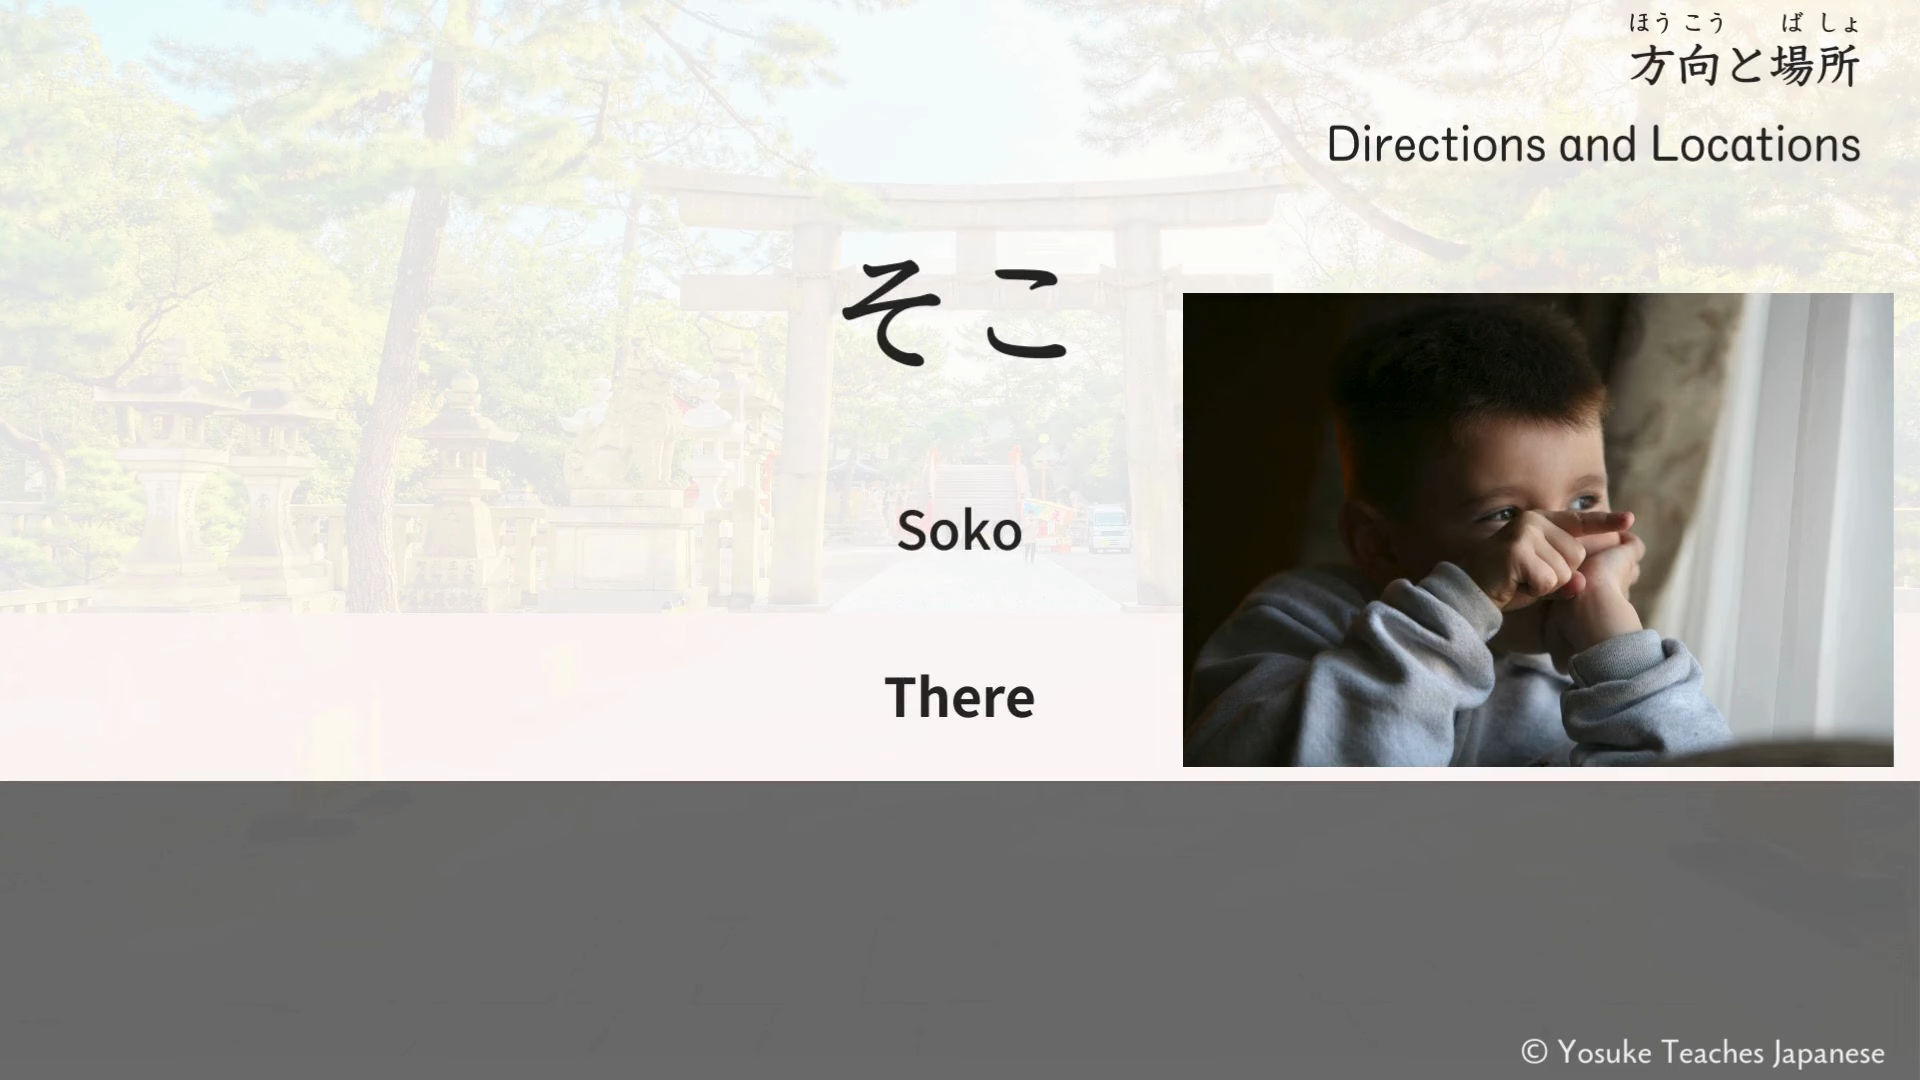 ほうこう ばしょ
方向と場所
Directions and Locations
そこ
Soko
There
© Yosuke Teaches Japanese